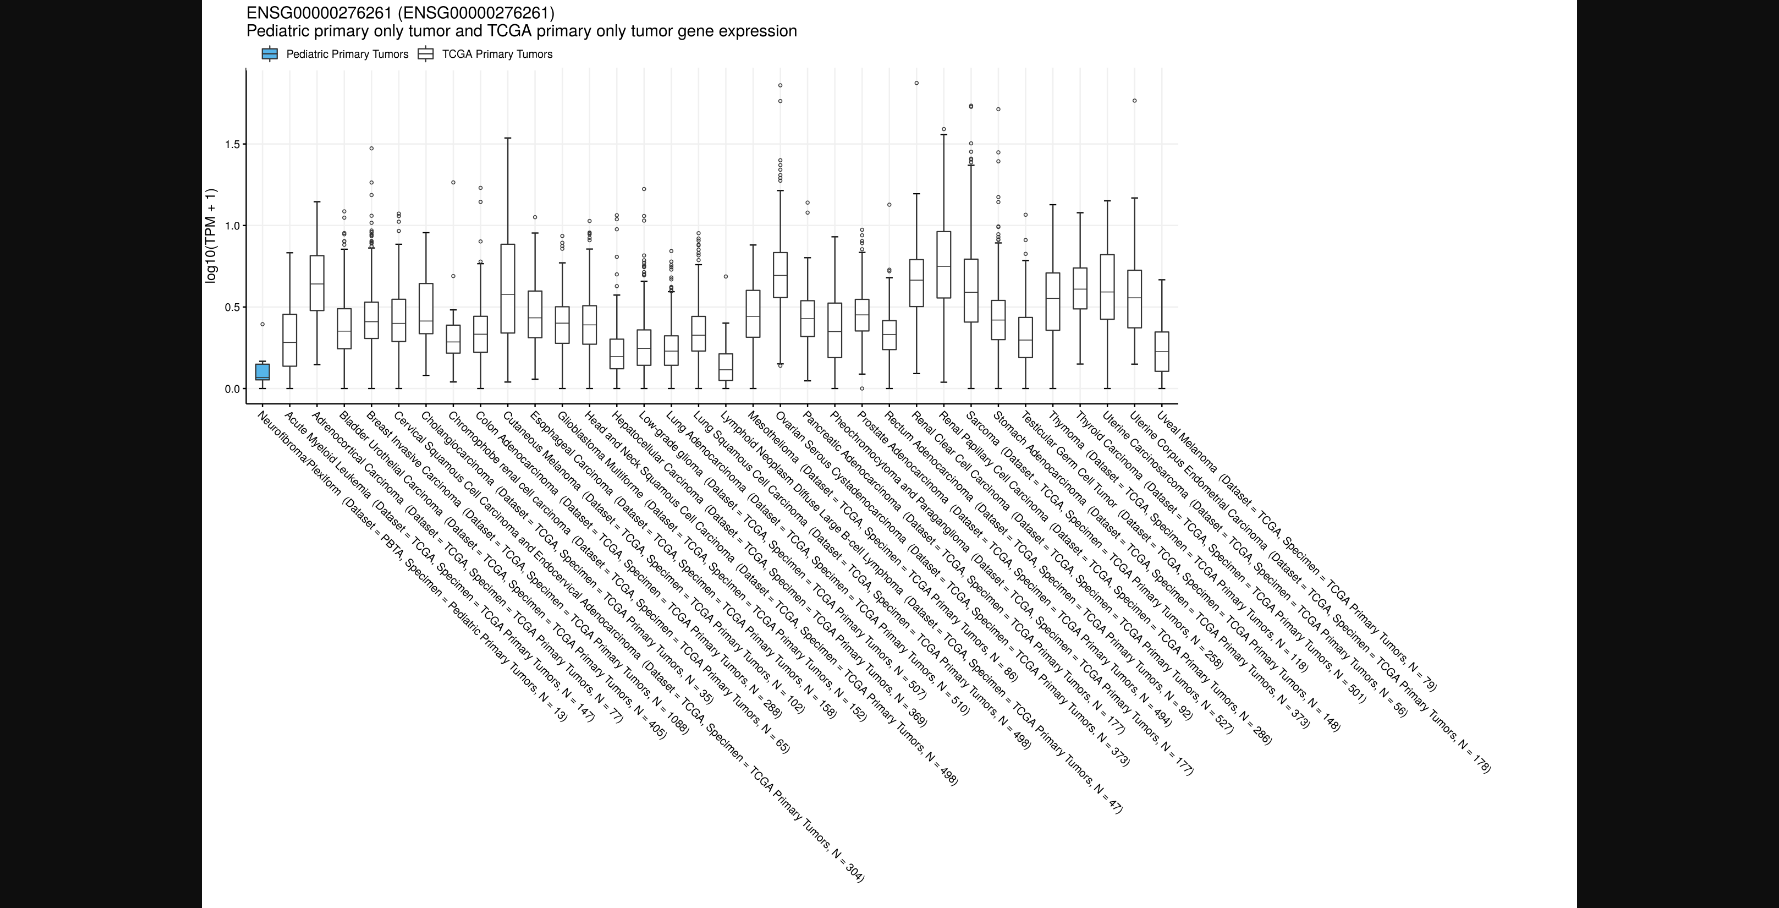 ENSG00000276261 (ENSG00000276261)
Pediatric primary only tumor and TCGA primary only tumor gene expression
Pediatric Primary Tumors
TCGA Primary Tumors
log10(TPM + 1)
1.5
1.0
0.5
0.0
Neurofibroma/Plexiform (Dataset = PBTA, Specimen = Pediatric Primary Tumors, N = 13)
Acute Myeloid Leukemia (Dataset = TCGA, Specimen = TCGA Primary Tumors, N = 147)
Adrenocortical Carcinoma (Dataset = TCGA, Specimen = TCGA Primary Tumors, N = 77)
Bladder Urothelial Carcinoma (Dataset = TCGA, Specimen = TCGA Primary Tumors, N = 405)
Breast Invasive Carcinoma (Dataset = TCGA, Specimen = TCGA Primary Tumors, N = 1088)
Cervical Squamous Cell Carcinoma and Endocervical Adenocarcinoma (Dataset = TCGA, Specimen = TCGA Primary Tumors, N = 304)
Cholangiocarcinoma (Dataset = TCGA, Specimen = TCGA Primary Tumors, N = 35)
Chromophobe renal cell carcinoma (Dataset = TCGA, Specimen = TCGA Primary Tumors, N = 65)
Colon Adenocarcinoma (Dataset = TCGA, Specimen = TCGA Primary Tumors, N = 288)
Cutaneous Melanoma (Dataset = TCGA, Specimen = TCGA Primary Tumors, N = 102)
Esophageal Carcinoma (Dataset = TCGA, Specimen = TCGA Primary Tumors, N = 158)
Glioblastoma Multiforme (Dataset = TCGA, Specimen = TCGA Primary Tumors, N = 152)
Head and Neck Squamous Cell Carcinoma (Dataset = TCGA, Specimen = TCGA Primary Tumors, N = 498)
Hepatocellular Carcinoma (Dataset = TCGA, Specimen = TCGA Primary Tumors, N = 369)
Low-grade glioma (Dataset = TCGA, Specimen = TCGA Primary Tumors, N = 507)
Lung Adenocarcinoma (Dataset = TCGA, Specimen = TCGA Primary Tumors, N = 510)
Lung Squamous Cell Carcinoma (Dataset = TCGA, Specimen = TCGA Primary Tumors, N = 498)
Lymphoid Neoplasm Diffuse Large B-cell Lymphoma (Dataset = TCGA, Specimen = TCGA Primary Tumors, N = 47)
Mesothelioma (Dataset = TCGA, Specimen = TCGA Primary Tumors, N = 86)
Ovarian Serous Cystadenocarcinoma (Dataset = TCGA, Specimen = TCGA Primary Tumors, N = 373)
Pancreatic Adenocarcinoma (Dataset = TCGA, Specimen = TCGA Primary Tumors, N = 177)
Pheochromocytoma and Paraganglioma (Dataset = TCGA, Specimen = TCGA Primary Tumors, N = 177)
Prostate Adenocarcinoma (Dataset = TCGA, Specimen = TCGA Primary Tumors, N = 494)
Rectum Adenocarcinoma (Dataset = TCGA, Specimen = TCGA Primary Tumors, N = 92)
Renal Clear Cell Carcinoma (Dataset = TCGA, Specimen = TCGA Primary Tumors, N = 527)
Renal Papillary Cell Carcinoma (Dataset = TCGA, Specimen = TCGA Primary Tumors, N = 286)
Sarcoma (Dataset = TCGA, Specimen = TCGA Primary Tumors, N = 258)
Stomach Adenocarcinoma (Dataset = TCGA, Specimen = TCGA Primary Tumors, N = 373)
Testicular Germ Cell Tumor (Dataset = TCGA, Specimen = TCGA Primary Tumors, N = 148)
Thymoma (Dataset = TCGA, Specimen = TCGA Primary Tumors, N = 118)
Thyroid Carcinoma (Dataset = TCGA, Specimen = TCGA Primary Tumors, N = 501)
Uterine Carcinosarcoma (Dataset = TCGA, Specimen = TCGA Primary Tumors, N = 56)
Uterine Corpus Endometrial Carcinoma (Dataset = TCGA, Specimen = TCGA Primary Tumors, N = 178)
Uveal Melanoma (Dataset = TCGA, Specimen = TCGA Primary Tumors, N = 79)